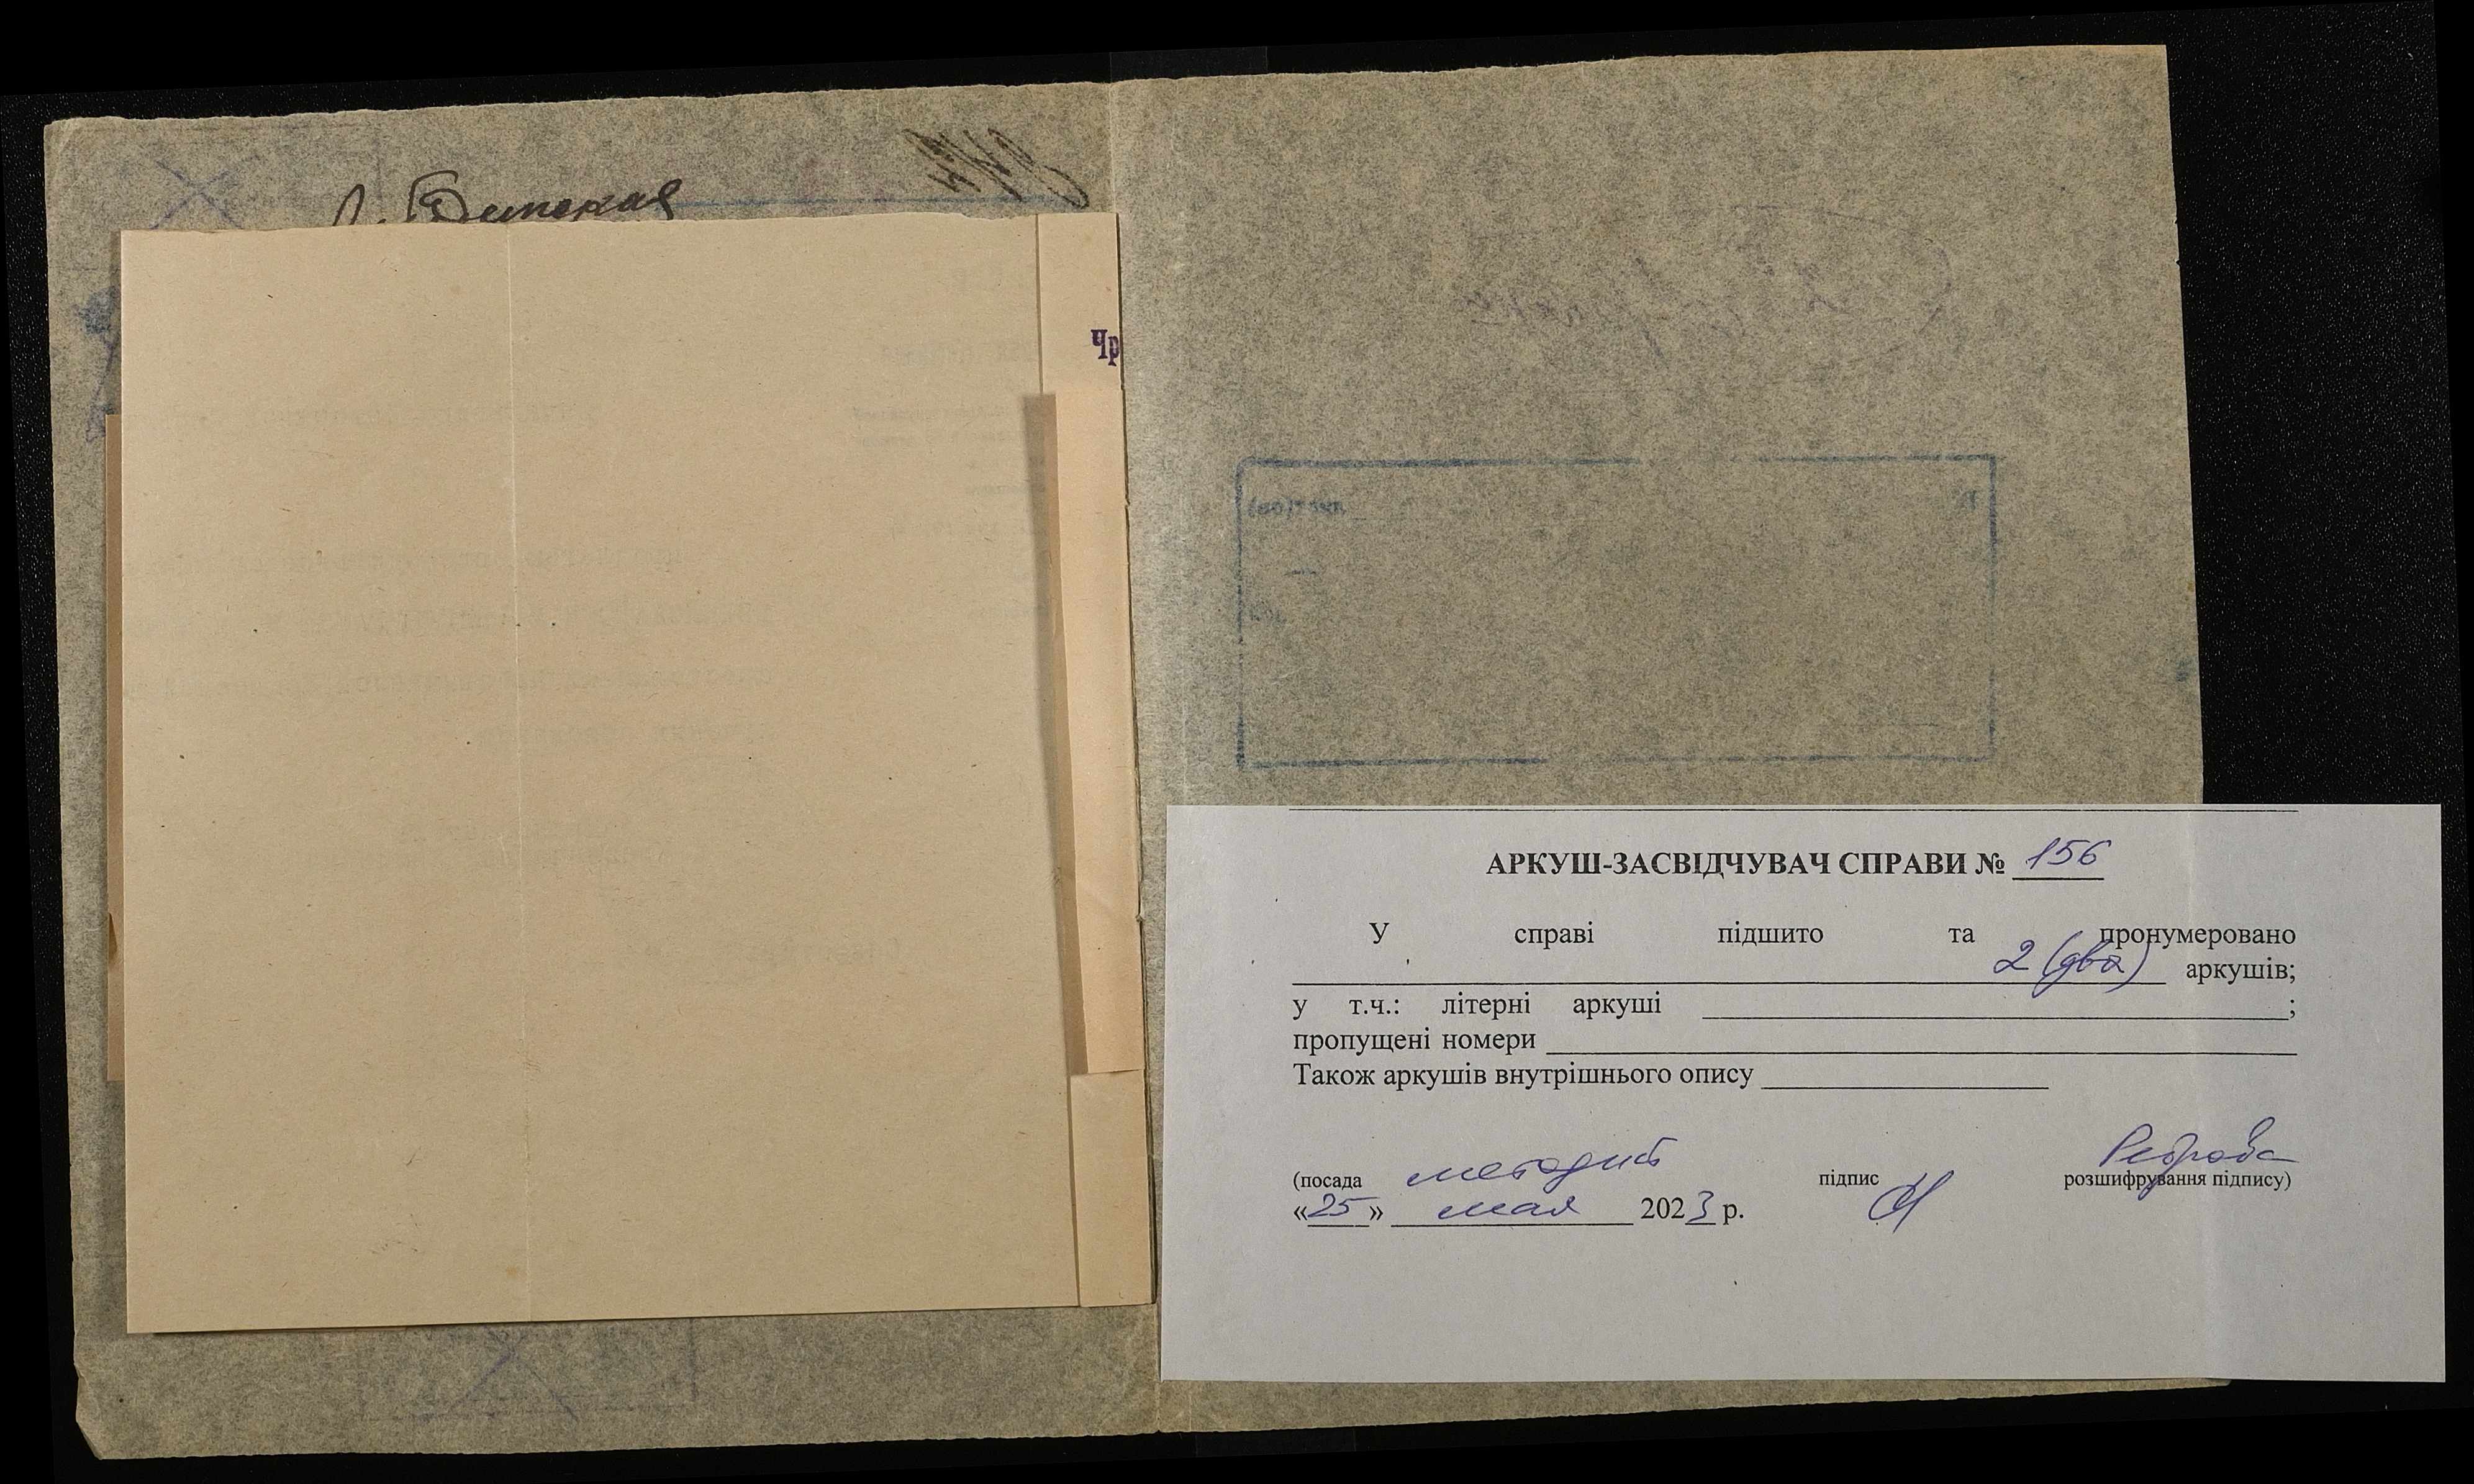 Чр
АРКУШ-ЗАСВІДЧУВАЧ СПРАВИ № 156
У справі підшито та пронумеровано
2 (два) аркушів;
у т.ч.: літерні аркуші ;
пропущені номери
Також аркушів внутрішнього опису
(посада методист підпис розшифрування підпису)
«25» мая 2023 р.